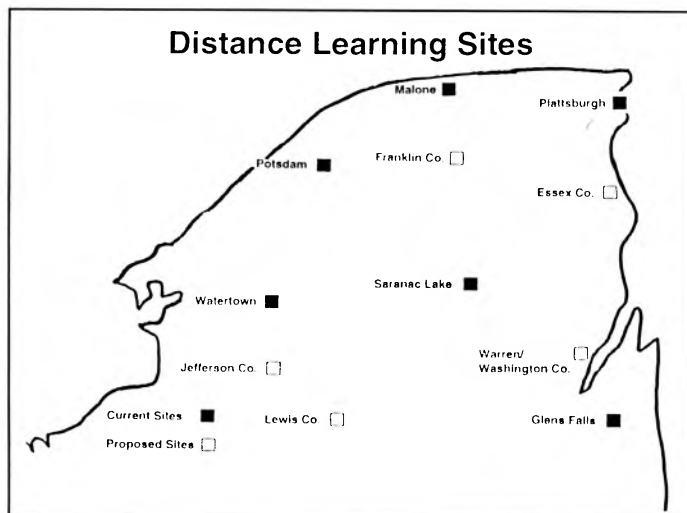 Distance Learning Sites
Malone
Plattsburgh
Potsdam
Franklin Co.
Essex Co.
Saranac Lake
Watertown
Warren/
Washington Co.
Jefferson Co.
Current Sites
Lewis Co.
Glens Falls
Proposed Sites